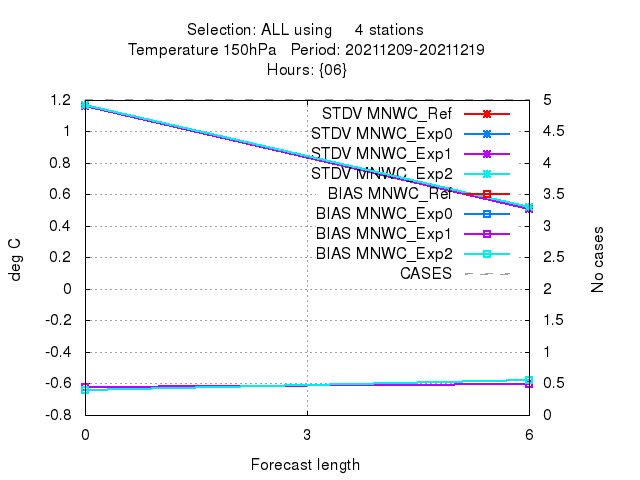 Selection: ALL using     4 stations
Temperature 150hPa   Period: 20211209-20211219
Hours: {06}
1.2
1
0.8
0.6
0.4
0.2
0
-0.2
-0.4
-0.6
-0.8
5
4.5
4
3.5
3
2.5
2
1.5
1
0.5
0
deg C
No cases
STDV MNWC_Ref
STDV MNWC_Exp0
STDV MNWC_Exp1
STDV MNWC_Exp2
BIAS MNWC_Ref
BIAS MNWC_Exp0
BIAS MNWC_Exp1
BIAS MNWC_Exp2
CASES
0
3
6
Forecast length